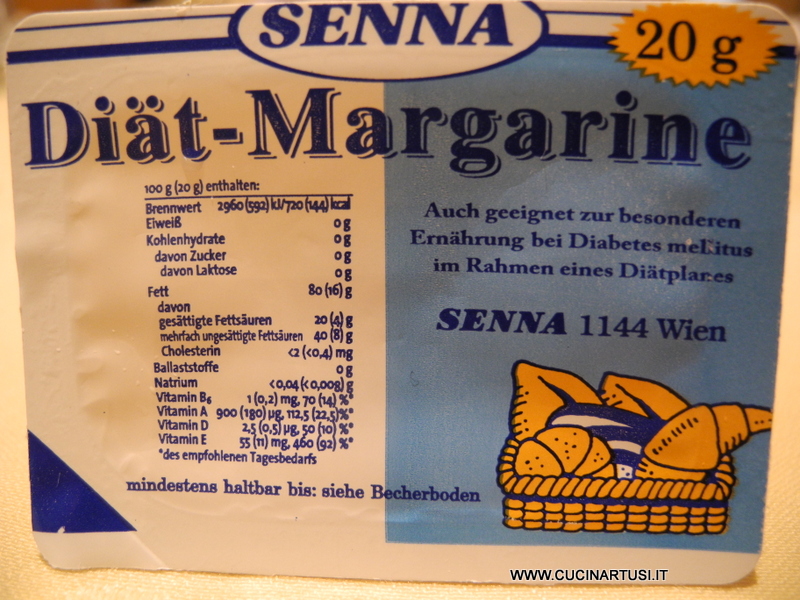 SENNA
20 g
Diät-Margarine
100 g (20 g) enthalten:
Brennwert 2960 (592) kJ/720 (144) kcal
Eiweiß 0 g
Kohlenhydrate 0 g
davon Zucker 0 g
davon Laktose 0 g
Fett 80 (16) g
davon
gesättigte Fettsäuren 20 (4) g
mehrfach ungesättigte Fettsäuren 40 (8) g
Cholesterin <2 (<0,4) mg
Ballaststoffe 0 g
Natrium <0,04 (<0,008) g
Vitamin B6 1 (0,2) mg, 70 (14) %*
Vitamin A 900 (180) µg, 112,5 (22,5)%*
Vitamin D 2,5 (0,5) µg, 50 (10) %*
Vitamin E 55 (11) mg, 460 (92) %*
*des empfohlenen Tagesbedarfs
mindestens haltbar bis: siehe Becherboden
Auch geeignet zur besonderen
Ernährung bei Diabetes mellitus
im Rahmen eines Diätplanes
SENNA 1144 Wien
WWW.CUCINARTUSI.IT